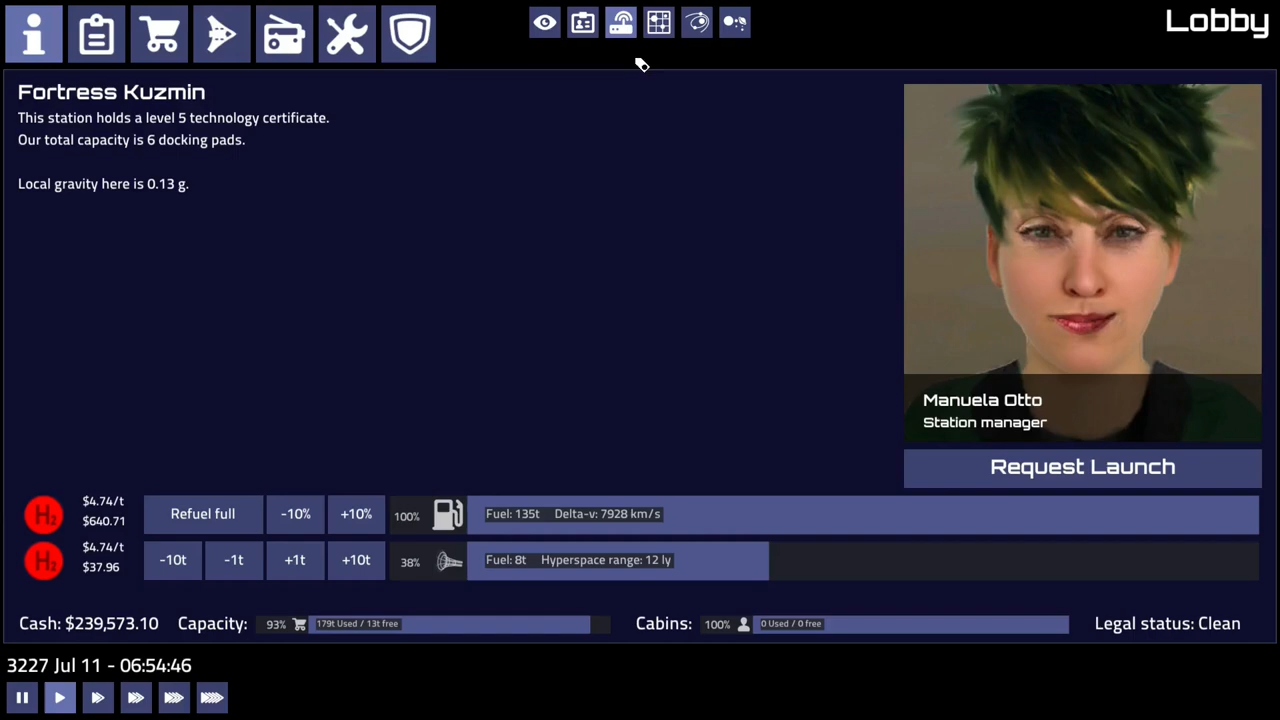 Lobby
Fortress Kuzmin
This station holds a level 5 technology certificate.
Our total capacity is 6 docking pads.
Local gravity here is 0.13 g.
Manuela Otto
Station manager
Request Launch
H₂ $4.74/t $640.71 Refuel full -10% +10% 100% Fuel: 135t Delta-v: 7928 km/s
H₂ $4.74/t $37.96 -10t -1t +1t +10t 38% Fuel: 8t Hyperspace range: 12 ly
Cash: $239,573.10 Capacity: 93% 179t Used / 13t free Cabins: 100% 0 Used / 0 free Legal status: Clean
3227 Jul 11 - 06:54:46